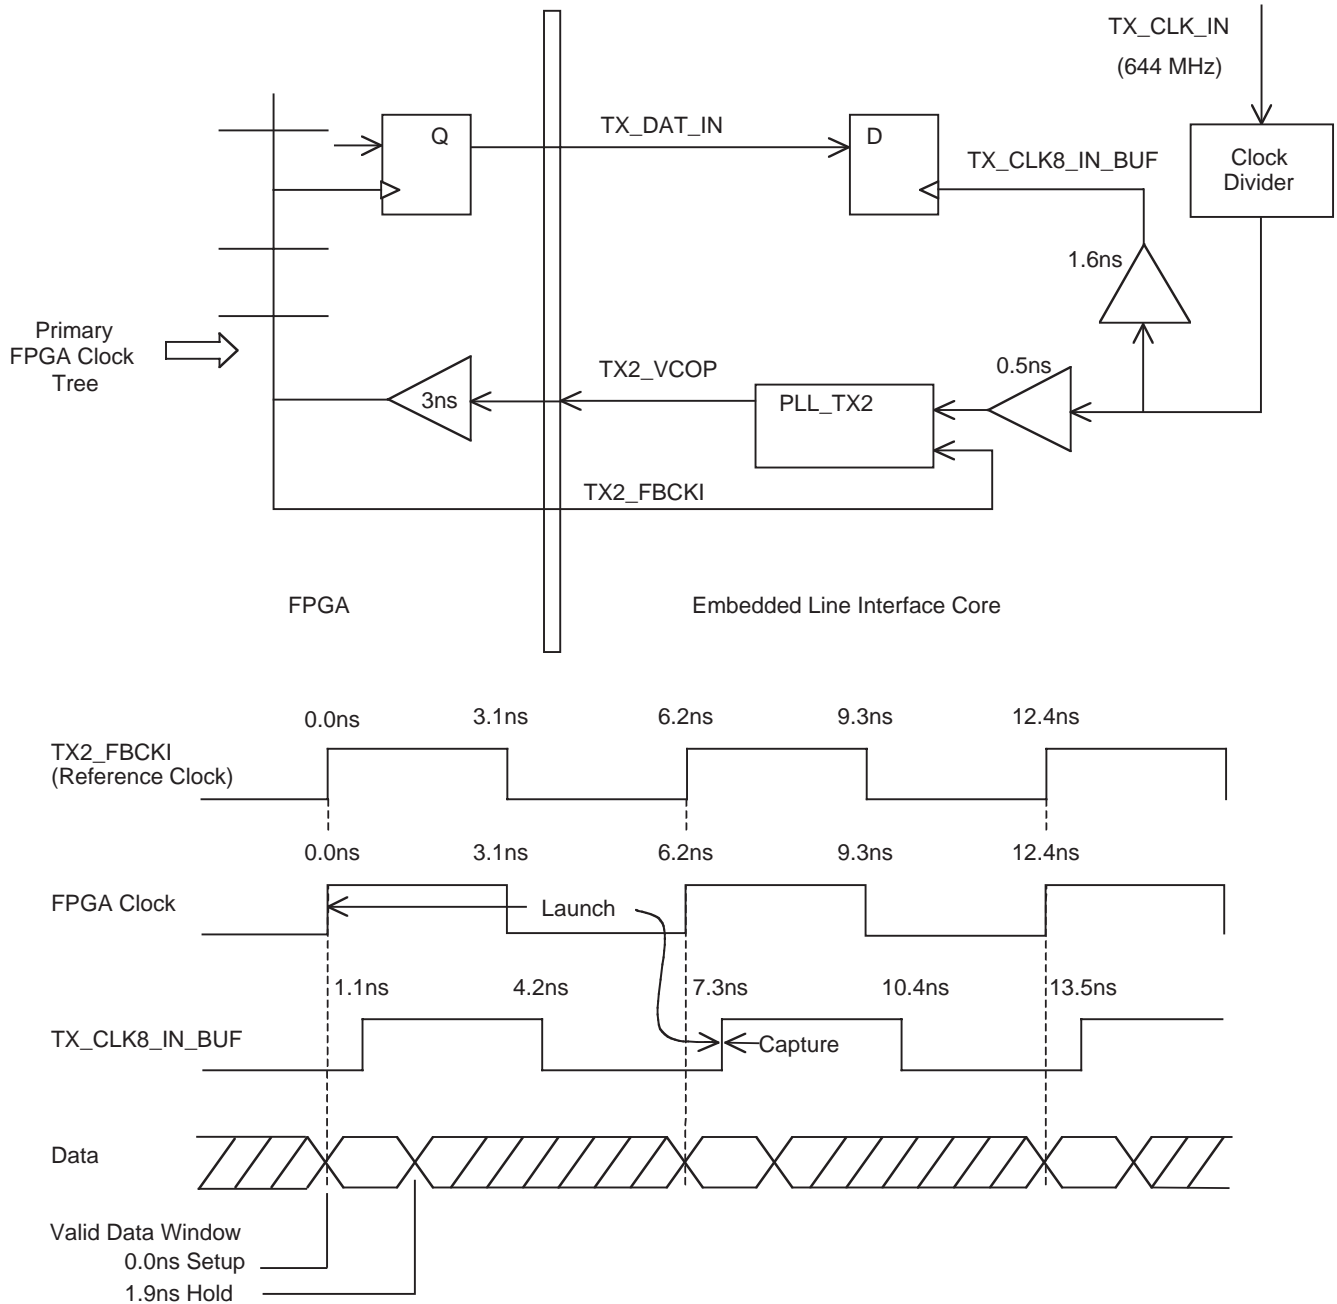 TX_CLK_IN
(644 MHz)
Q
TX_DAT_IN
D
TX_CLK8_IN_BUF
Clock
Divider
1.6ns
Primary
FPGA Clock
Tree
3ns
TX2_VCOP
PLL_TX2
0.5ns
TX2_FBCKI
FPGA
Embedded Line Interface Core
0.0ns 3.1ns 6.2ns 9.3ns 12.4ns
TX2_FBCKI
(Reference Clock)
0.0ns 3.1ns 6.2ns 9.3ns 12.4ns
FPGA Clock
Launch
1.1ns 4.2ns 7.3ns 10.4ns 13.5ns
TX_CLK8_IN_BUF
Capture
Data
Valid Data Window
0.0ns Setup
1.9ns Hold